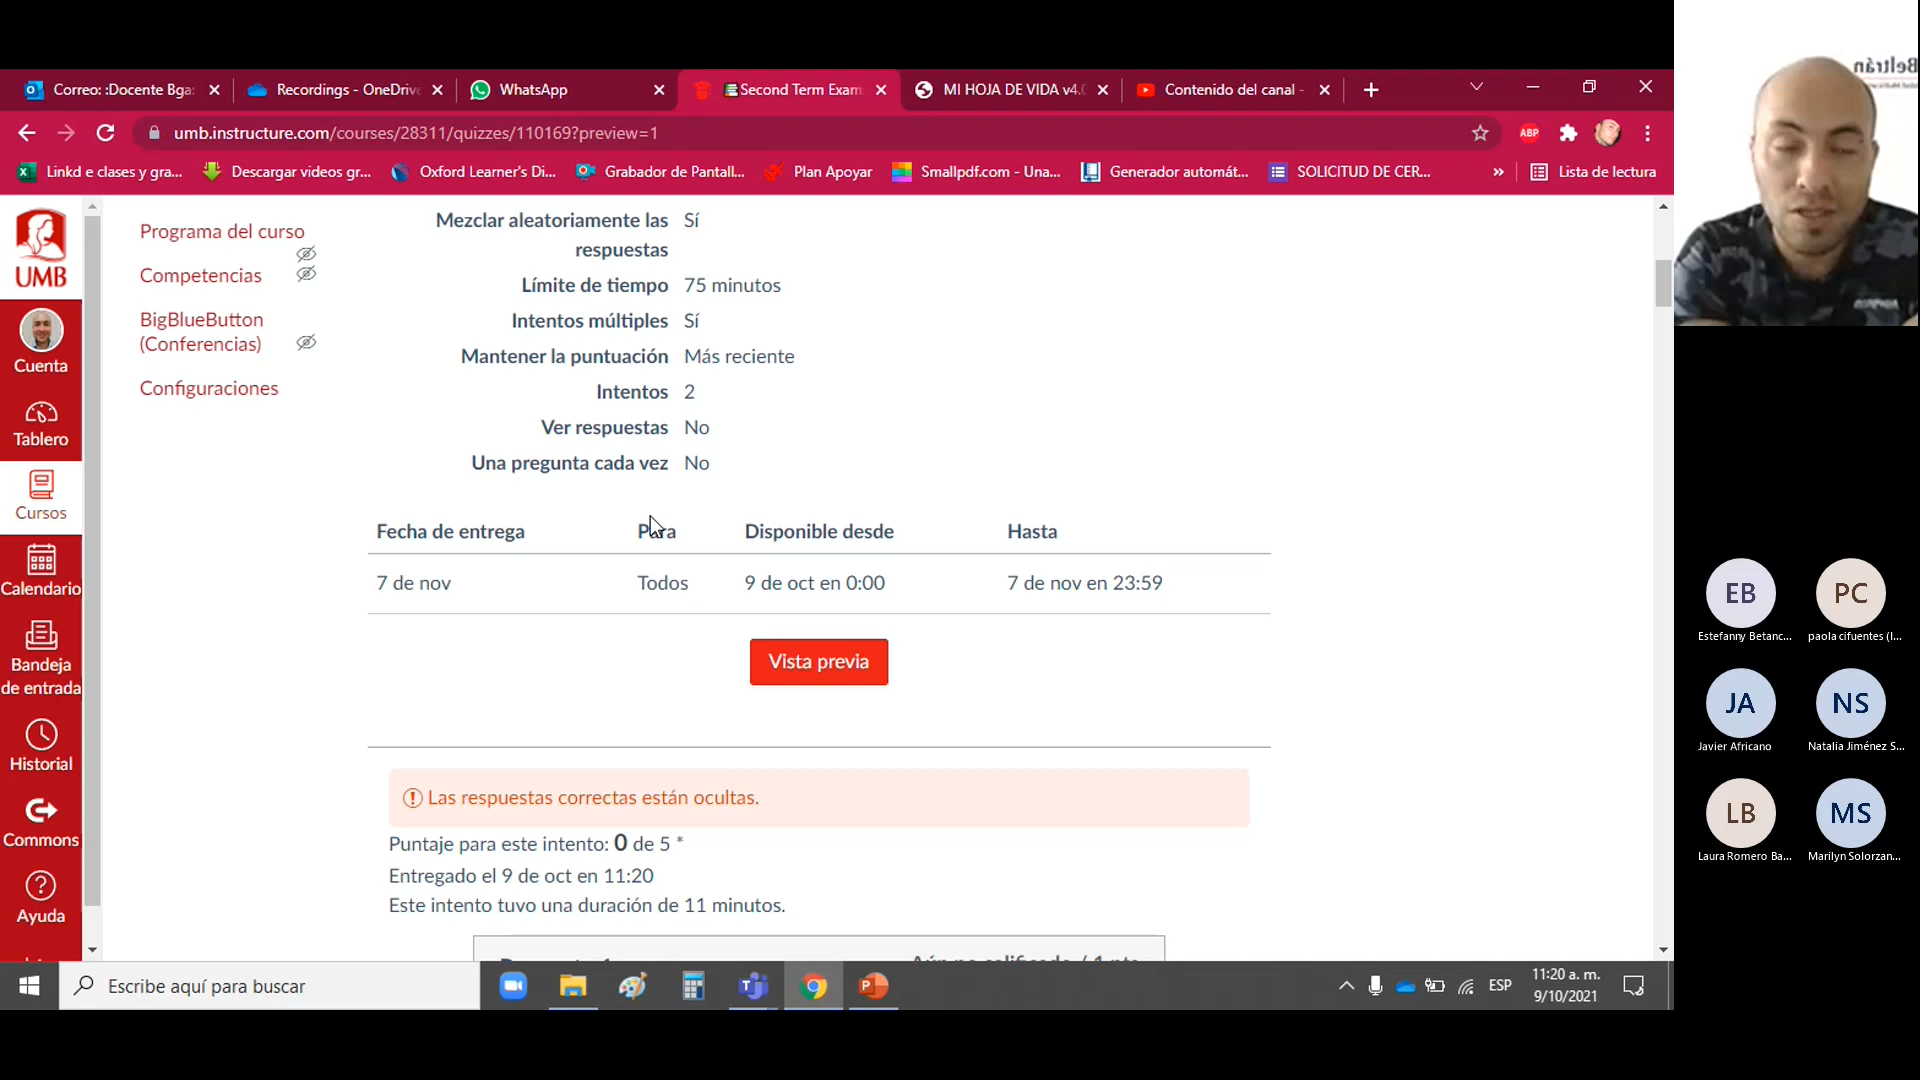 Correo: :Docente Bga:
Recordings - OneDrive
WhatsApp
Second Term Exam
MI HOJA DE VIDA v4.0
Contenido del canal -
umb.instructure.com/courses/28311/quizzes/110169?preview=1
ABP
Linkd e clases y gra...
Descargar videos gr...
Oxford Learner's Di...
Grabador de Pantall...
Plan Apoyar
Smallpdf.com - Una...
Generador automát...
SOLICITUD DE CER...
»
Lista de lectura
UMB
Cuenta
Tablero
Cursos
Calendario
Bandeja
de entrada
Historial
Commons
Ayuda
Programa del curso
Competencias
BigBlueButton
(Conferencias)
Configuraciones
Mezclar aleatoriamente las
respuestas
Sí
Límite de tiempo 75 minutos
Intentos múltiples Sí
Mantener la puntuación Más reciente
Intentos 2
Ver respuestas No
Una pregunta cada vez No
Fecha de entrega Para Disponible desde Hasta
7 de nov Todos 9 de oct en 0:00 7 de nov en 23:59
Vista previa
Las respuestas correctas están ocultas.
Puntaje para este intento: 0 de 5 *
Entregado el 9 de oct en 11:20
Este intento tuvo una duración de 11 minutos.
Escribe aquí para buscar
ESP
11:20 a. m.
9/10/2021
Beltrán
EB
Estefanny Betanc...
PC
paola cifuentes (I...
JA
Javier Africano
NS
Natalia Jiménez S...
LB
Laura Romero Ba...
MS
Marilyn Solorzan...